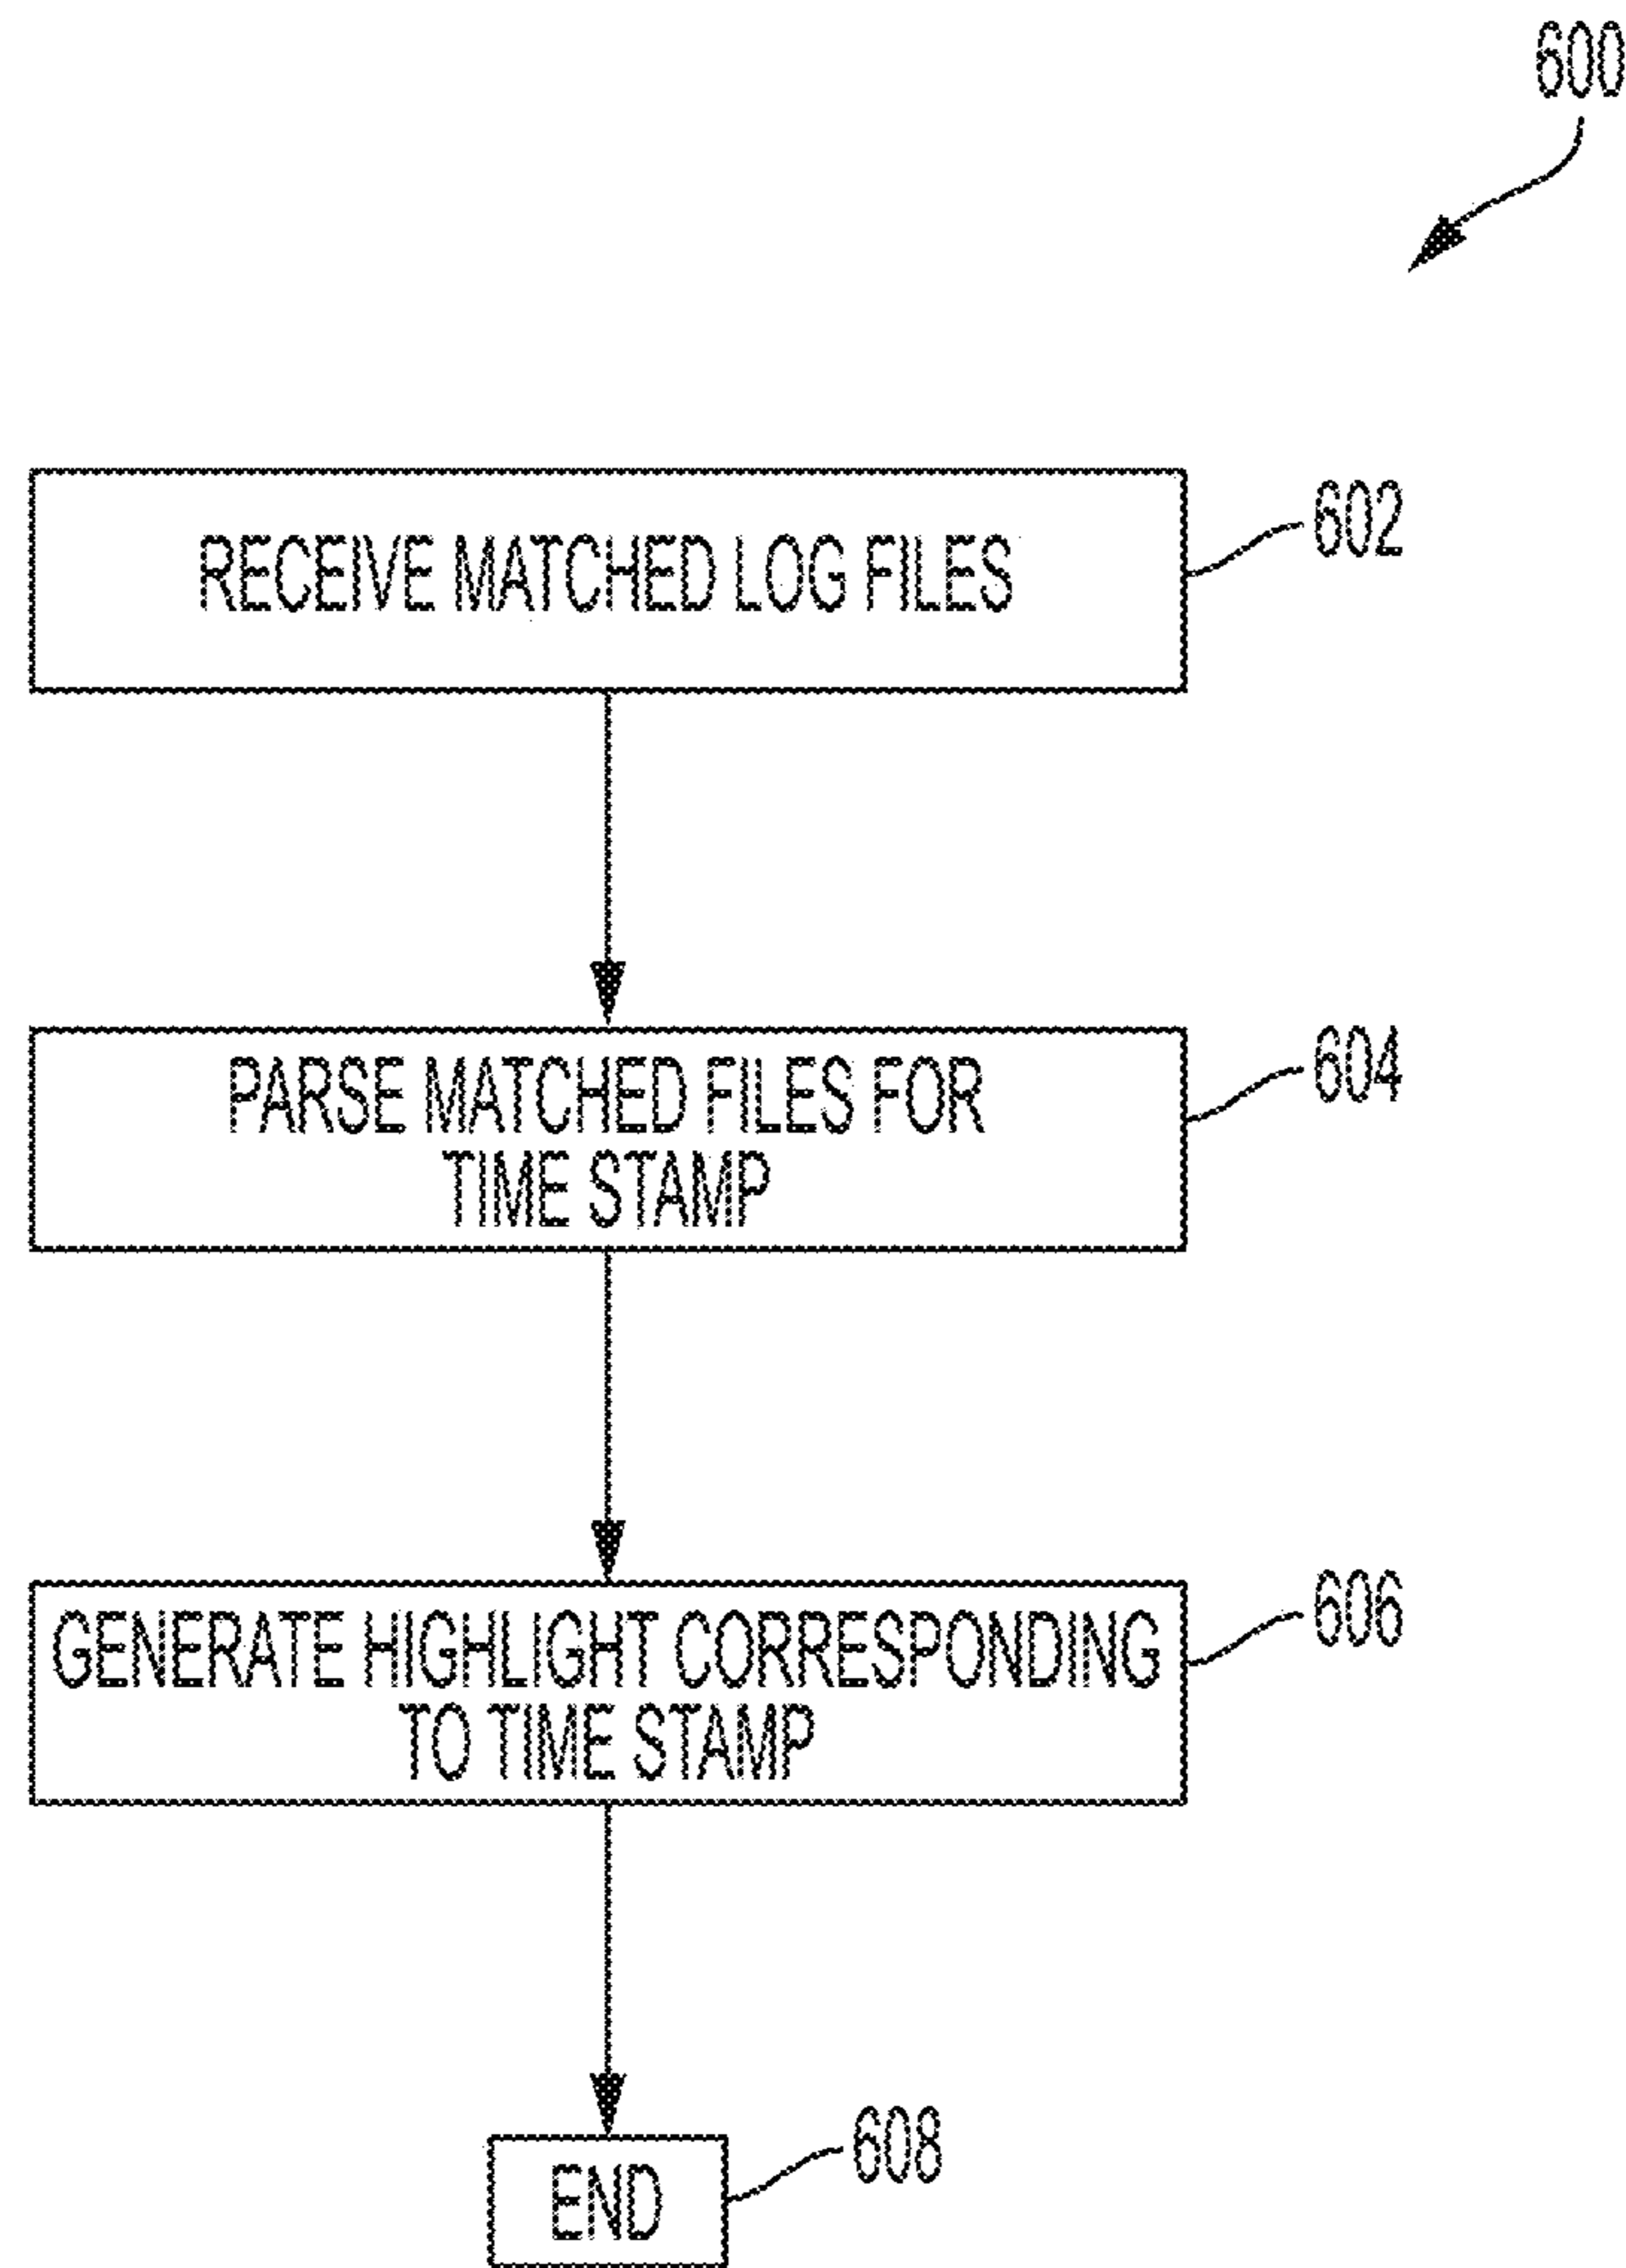 600
RECEIVE MATCHED LOG FILES
602
PARSE MATCHED FILES FOR
TIME STAMP
604
GENERATE HIGHLIGHT CORRESPONDING
TO TIME STAMP
606
END
608